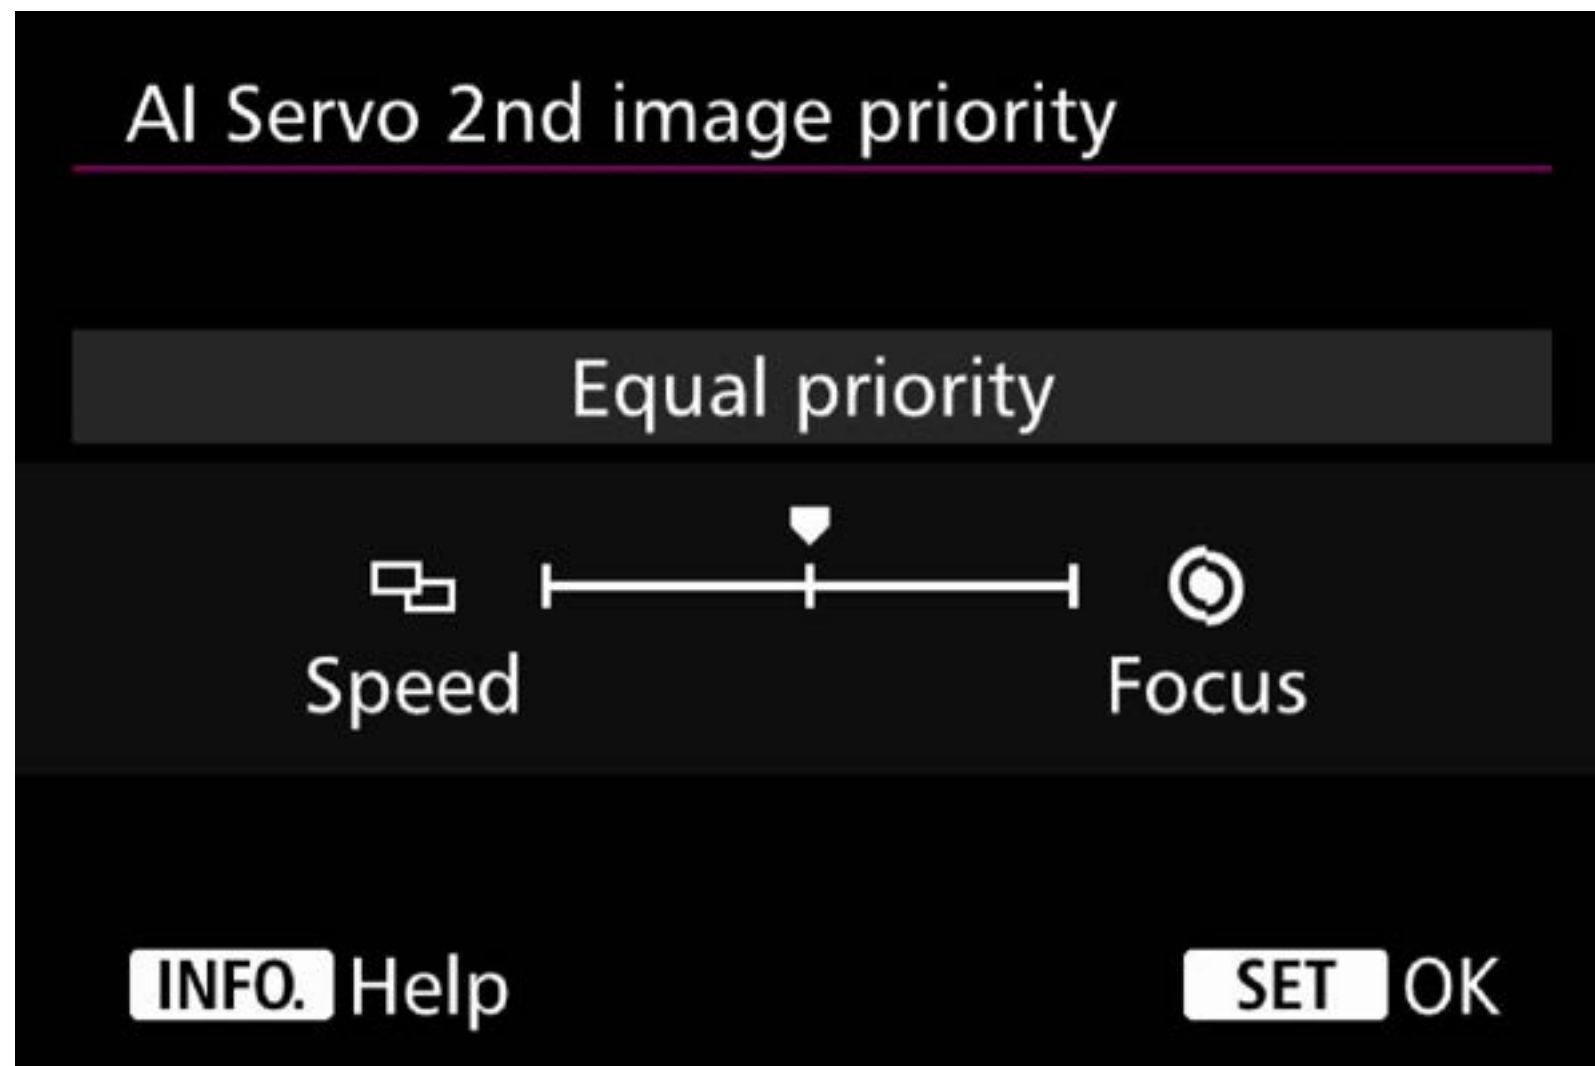 AI Servo 2nd image priority
Equal priority
Speed Focus
INFO. Help SET OK